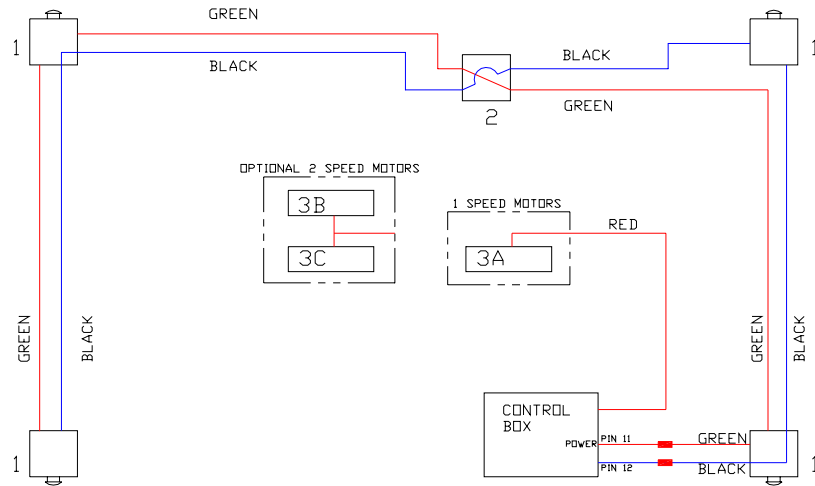 GREEN
1
BLACK
BLACK
1
2
GREEN
OPTIONAL 2 SPEED MOTORS
3B
3C
1 SPEED MOTORS
3A
RED
GREEN
BLACK
GREEN
BLACK
CONTROL
BOX
POWER
PIN 11
GREEN
PIN 12
BLACK
1
1